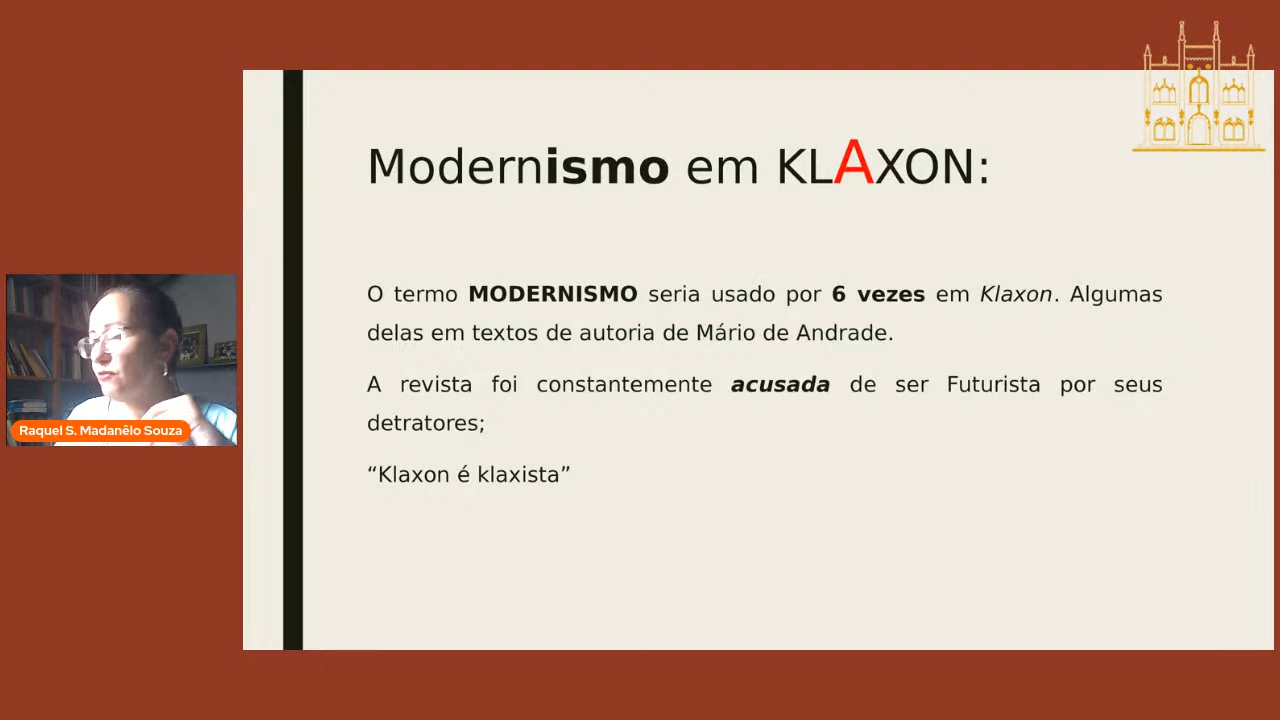 Modernismo em KLAXON:
O termo MODERNISMO seria usado por 6 vezes em Klaxon. Algumas
delas em textos de autoria de Mário de Andrade.
A revista foi constantemente acusada de ser Futurista por seus
detratores;
“Klaxon é klaxista”
Raquel S. Madanêlo Souza